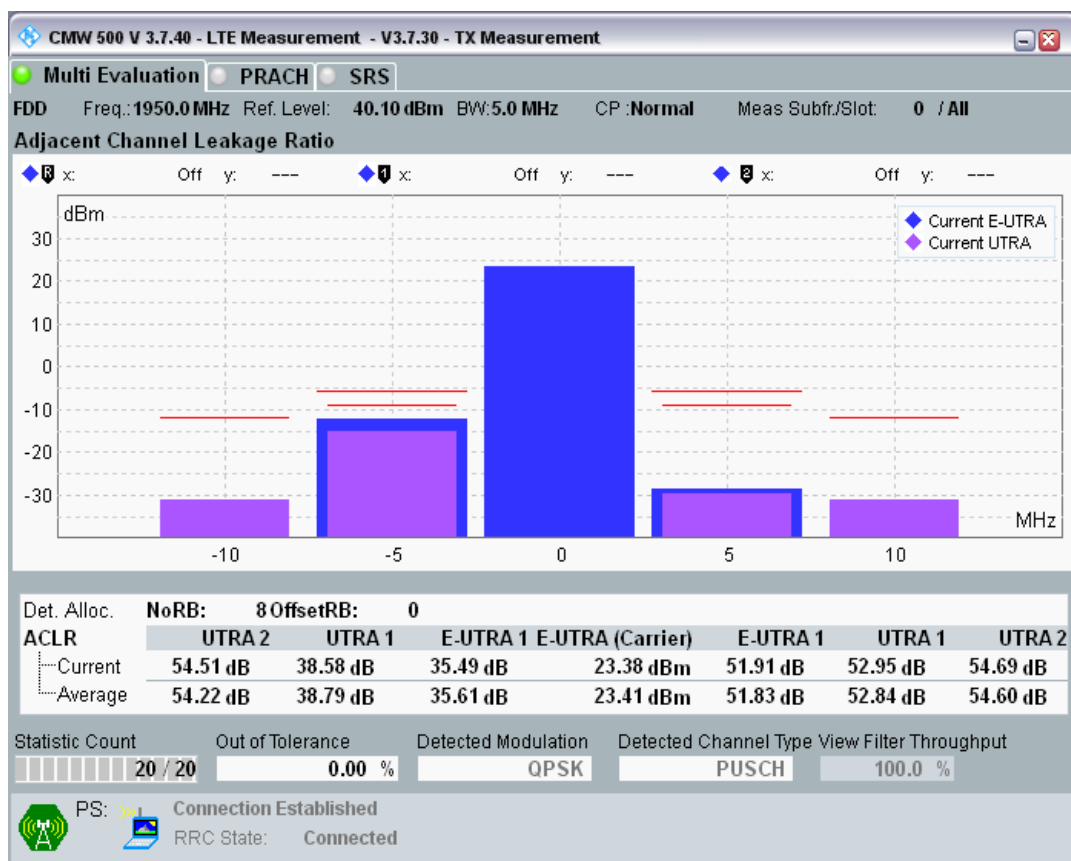 CMW 500 V 3.7.40 - LTE Measurement - V3.7.30 - TX Measurement
Multi Evaluation PRACH SRS
FDD Freq.: 1950.0 MHz Ref. Level: 40.10 dBm BW: 5.0 MHz CP : Normal Meas Subfr./Slot: 0 / All
Adjacent Channel Leakage Ratio
R x: Off y: --- 1 x: Off y: --- 2 x: Off y: ---
dBm
Current E-UTRA
Current UTRA
30
20
10
0
-10
-20
-30
MHz
-10 -5 0 5 10
Det. Alloc. NoRB: 8 OffsetRB: 0
ACLR UTRA 2 UTRA 1 E-UTRA 1 E-UTRA (Carrier) E-UTRA 1 UTRA 1 UTRA 2
Current 54.51 dB 38.58 dB 35.49 dB 23.38 dBm 51.91 dB 52.95 dB 54.69 dB
Average 54.22 dB 38.79 dB 35.61 dB 23.41 dBm 51.83 dB 52.84 dB 54.60 dB
Statistic Count Out of Tolerance Detected Modulation Detected Channel Type View Filter Throughput
20 / 20 0.00 % QPSK PUSCH 100.0 %
PS: Connection Established
RRC State: Connected